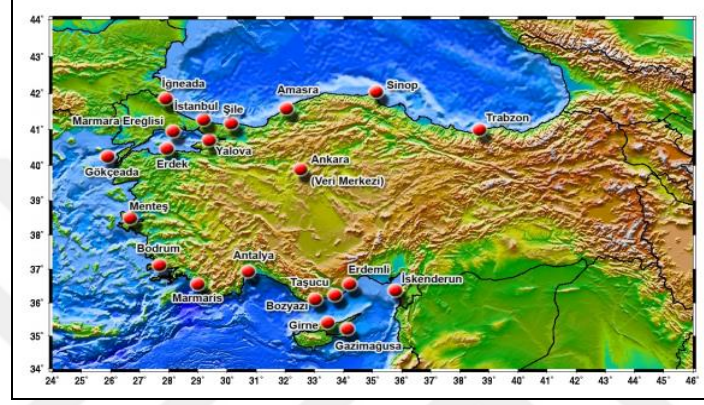 44°
43°
42°
41°
40°
39°
38°
37°
36°
35°
34°
İğneada
Amasra
Sinop
İstanbul
Şile
Trabzon
Marmara Ereğlisi
Yalova
Erdek
Gökçeada
Ankara
(Veri Merkezi)
Menteş
Bodrum
Antalya
Erdemli
Taşucu
İskenderun
Marmaris
Bozyazı
Girne
Gazimağusa
24° 25° 26° 27° 28° 29° 30° 31° 32° 33° 34° 35° 36° 37° 38° 39° 40° 41° 42° 43° 44° 45° 46°